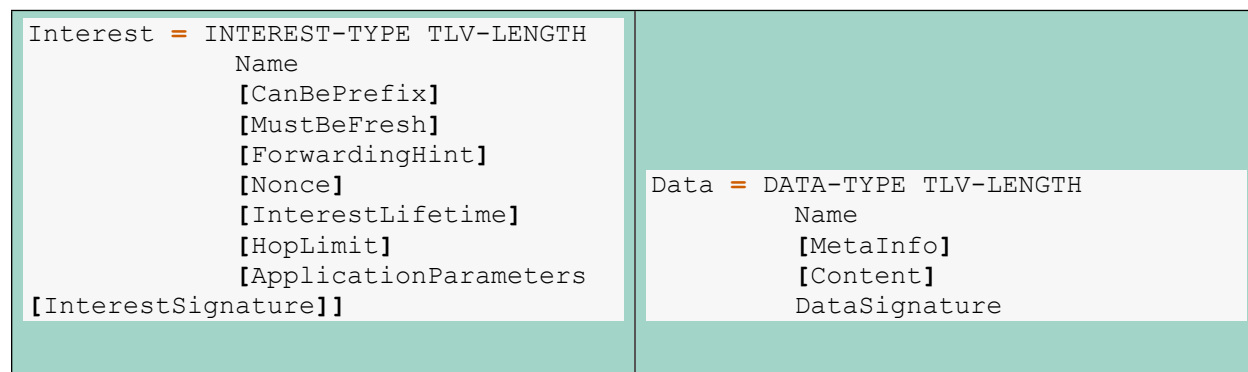 Interest = INTEREST-TYPE TLV-LENGTH
Name
[CanBePrefix]
[MustBeFresh]
[ForwardingHint]
[Nonce]
[InterestLifetime]
[HopLimit]
[ApplicationParameters
[InterestSignature]]
Data = DATA-TYPE TLV-LENGTH
Name
[MetaInfo]
[Content]
DataSignature